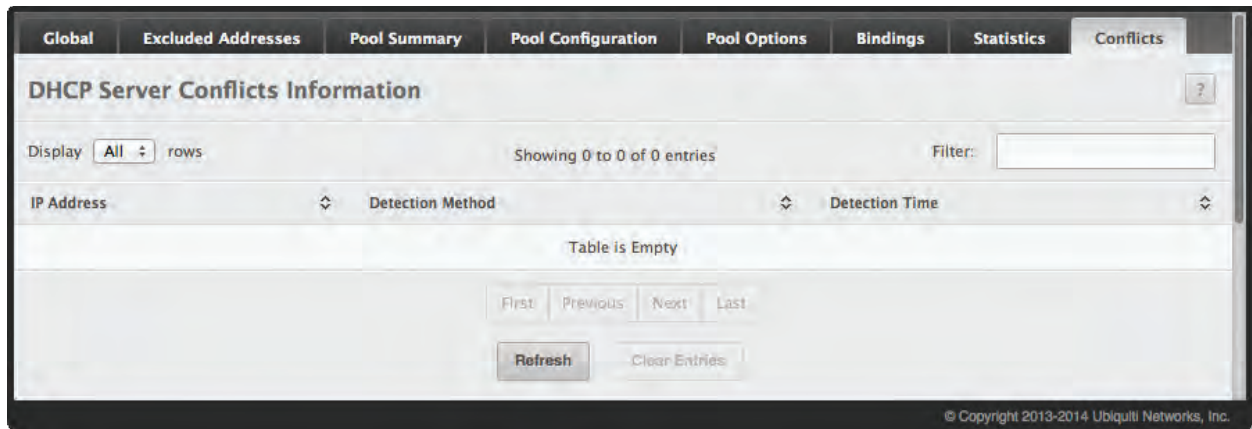 Global Excluded Addresses Pool Summary Pool Configuration Pool Options Bindings Statistics Conflicts
DHCP Server Conflicts Information ?
Display All rows Showing 0 to 0 of 0 entries Filter:
IP Address Detection Method Detection Time
Table is Empty
First Previous Next Last
Refresh Clear Entries
© Copyright 2013-2014 Ubiquiti Networks, Inc.